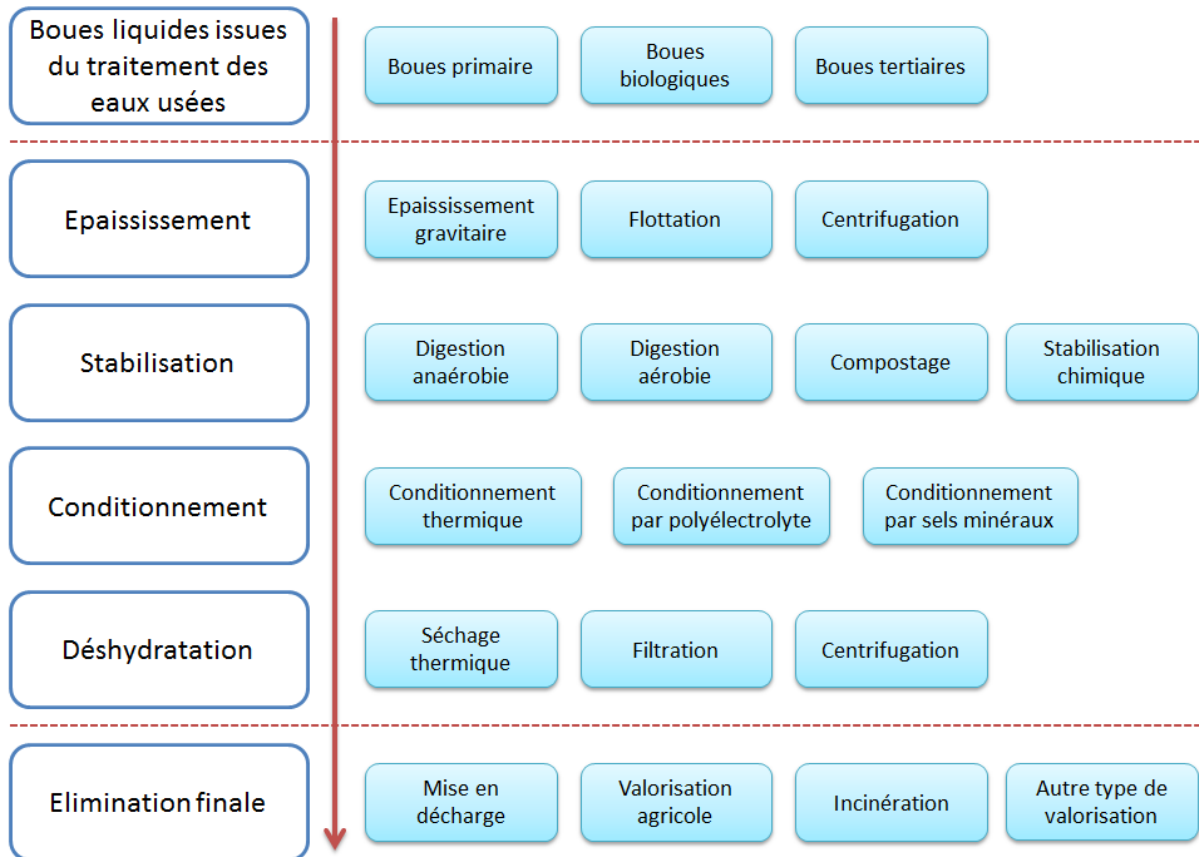 Boues liquides issues
du traitement des
eaux usées
Boues primaire
Boues
biologiques
Boues tertiaires
Epaississement
Epaississement
gravitaire
Flottation
Centrifugation
Stabilisation
Digestion
anaérobie
Digestion
aérobie
Compostage
Stabilisation
chimique
Conditionnement
Conditionnement
thermique
Conditionnement
par polyélectrolyte
Conditionnement
par sels minéraux
Déshydratation
Séchage
thermique
Filtration
Centrifugation
Elimination finale
Mise en
décharge
Valorisation
agricole
Incinération
Autre type de
valorisation